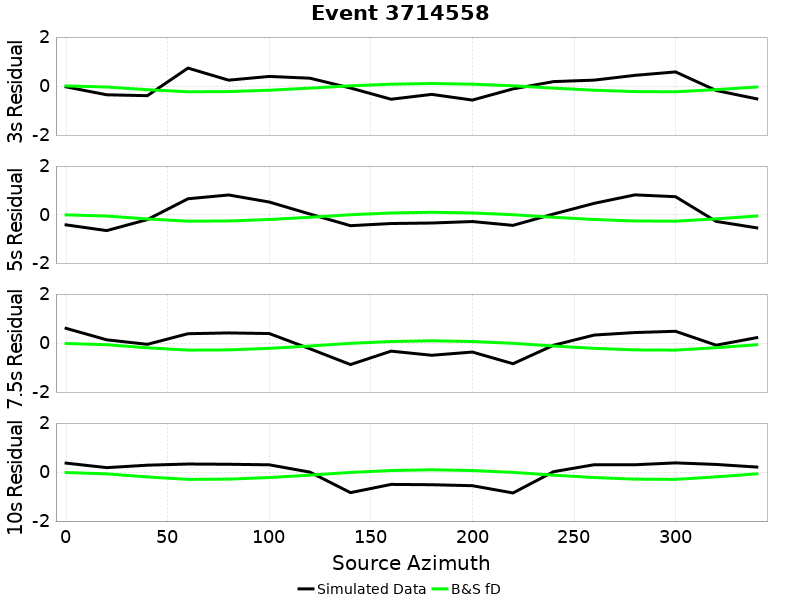 Event 3714558
3s Residual
2
0
-2
5s Residual
2
0
-2
7.5s Residual
2
0
-2
10s Residual
2
0
-2
0 50 100 150 200 250 300
Source Azimuth
Simulated Data B&S fD